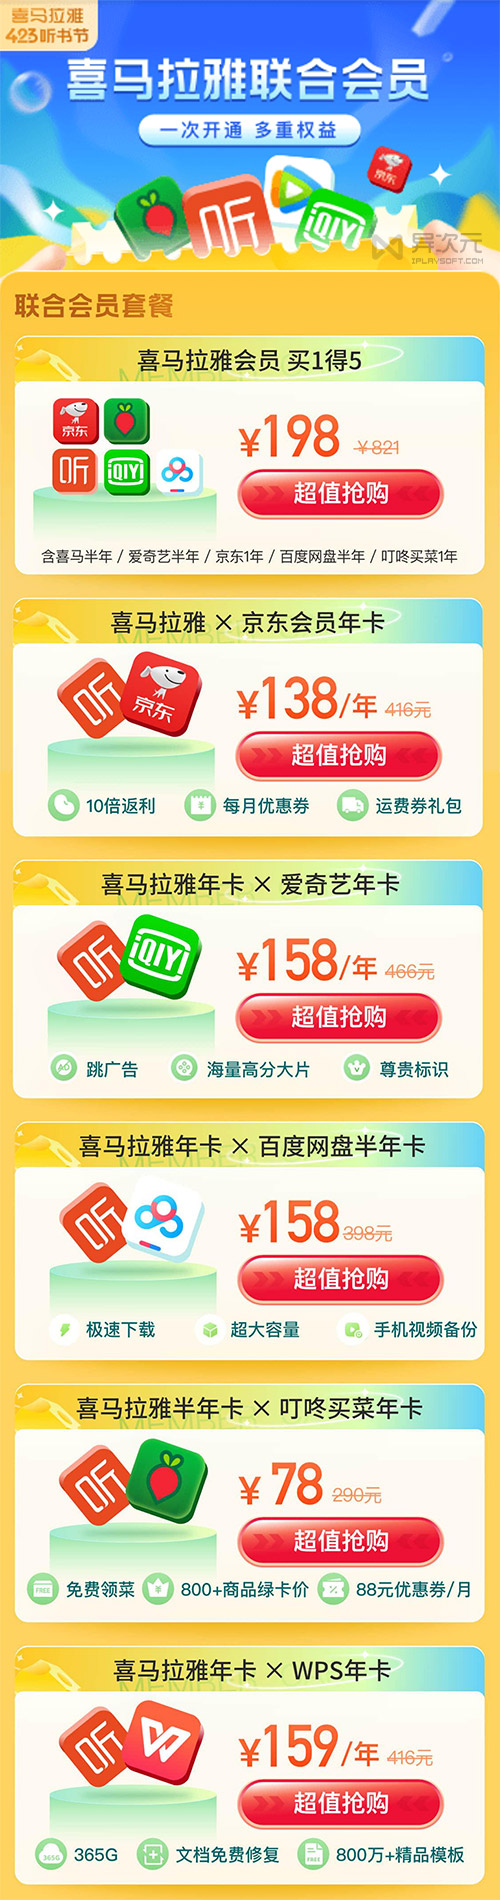 喜马拉雅
423听书节
喜马拉雅联合会员
一次开通 多重权益
京东
听
iQIYI
异次元
IPLAYSOFT.COM
联合会员套餐
喜马拉雅会员 买1得5
京东
听
iQIYI
¥198 ¥821
超值抢购
含喜马半年 / 爱奇艺半年 / 京东1年 / 百度网盘半年 / 叮咚买菜1年
喜马拉雅 × 京东会员年卡
听
京东
¥138/年 416元
超值抢购
10倍返利 每月优惠券 运费券礼包
喜马拉雅年卡 × 爱奇艺年卡
听
iQIYI
¥158/年 466元
超值抢购
跳广告 海量高分大片 尊贵标识
喜马拉雅年卡 × 百度网盘半年卡
听
¥158 398元
超值抢购
极速下载 超大容量 手机视频备份
喜马拉雅半年卡 × 叮咚买菜年卡
听
¥ 78 290元
超值抢购
FREE 免费领菜 800+商品绿卡价 88元优惠券/月
喜马拉雅年卡 × WPS年卡
听
W
¥159/年 416元
超值抢购
365G 365G 文档免费修复 FREE 800万+精品模板